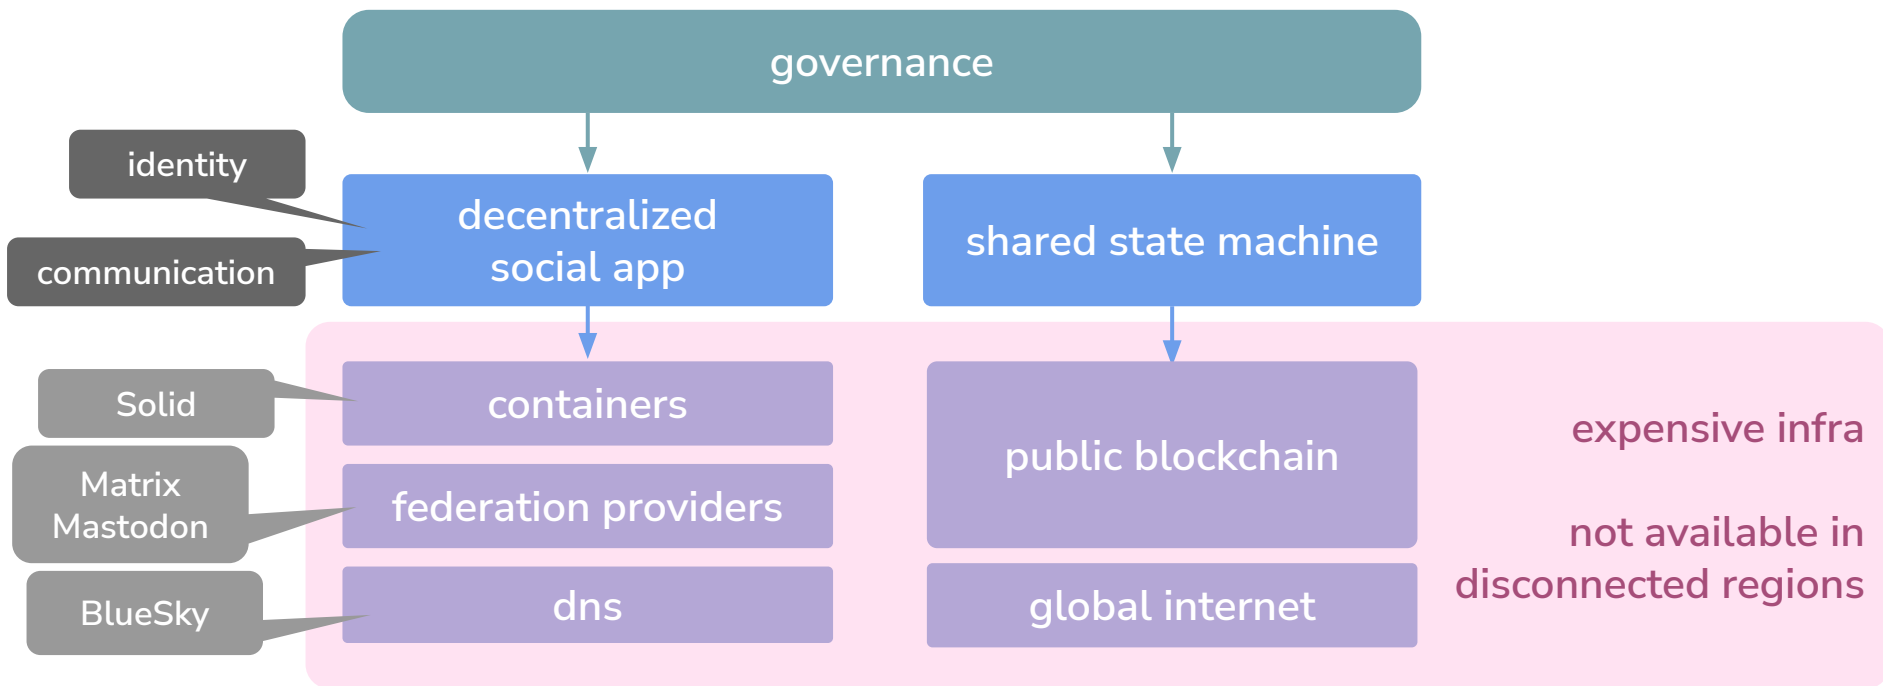 governance
identity
communication
decentralized
social app
shared state machine
Solid
Matrix
Mastodon
BlueSky
containers
federation providers
dns
public blockchain
global internet
expensive infra
not available in
disconnected regions